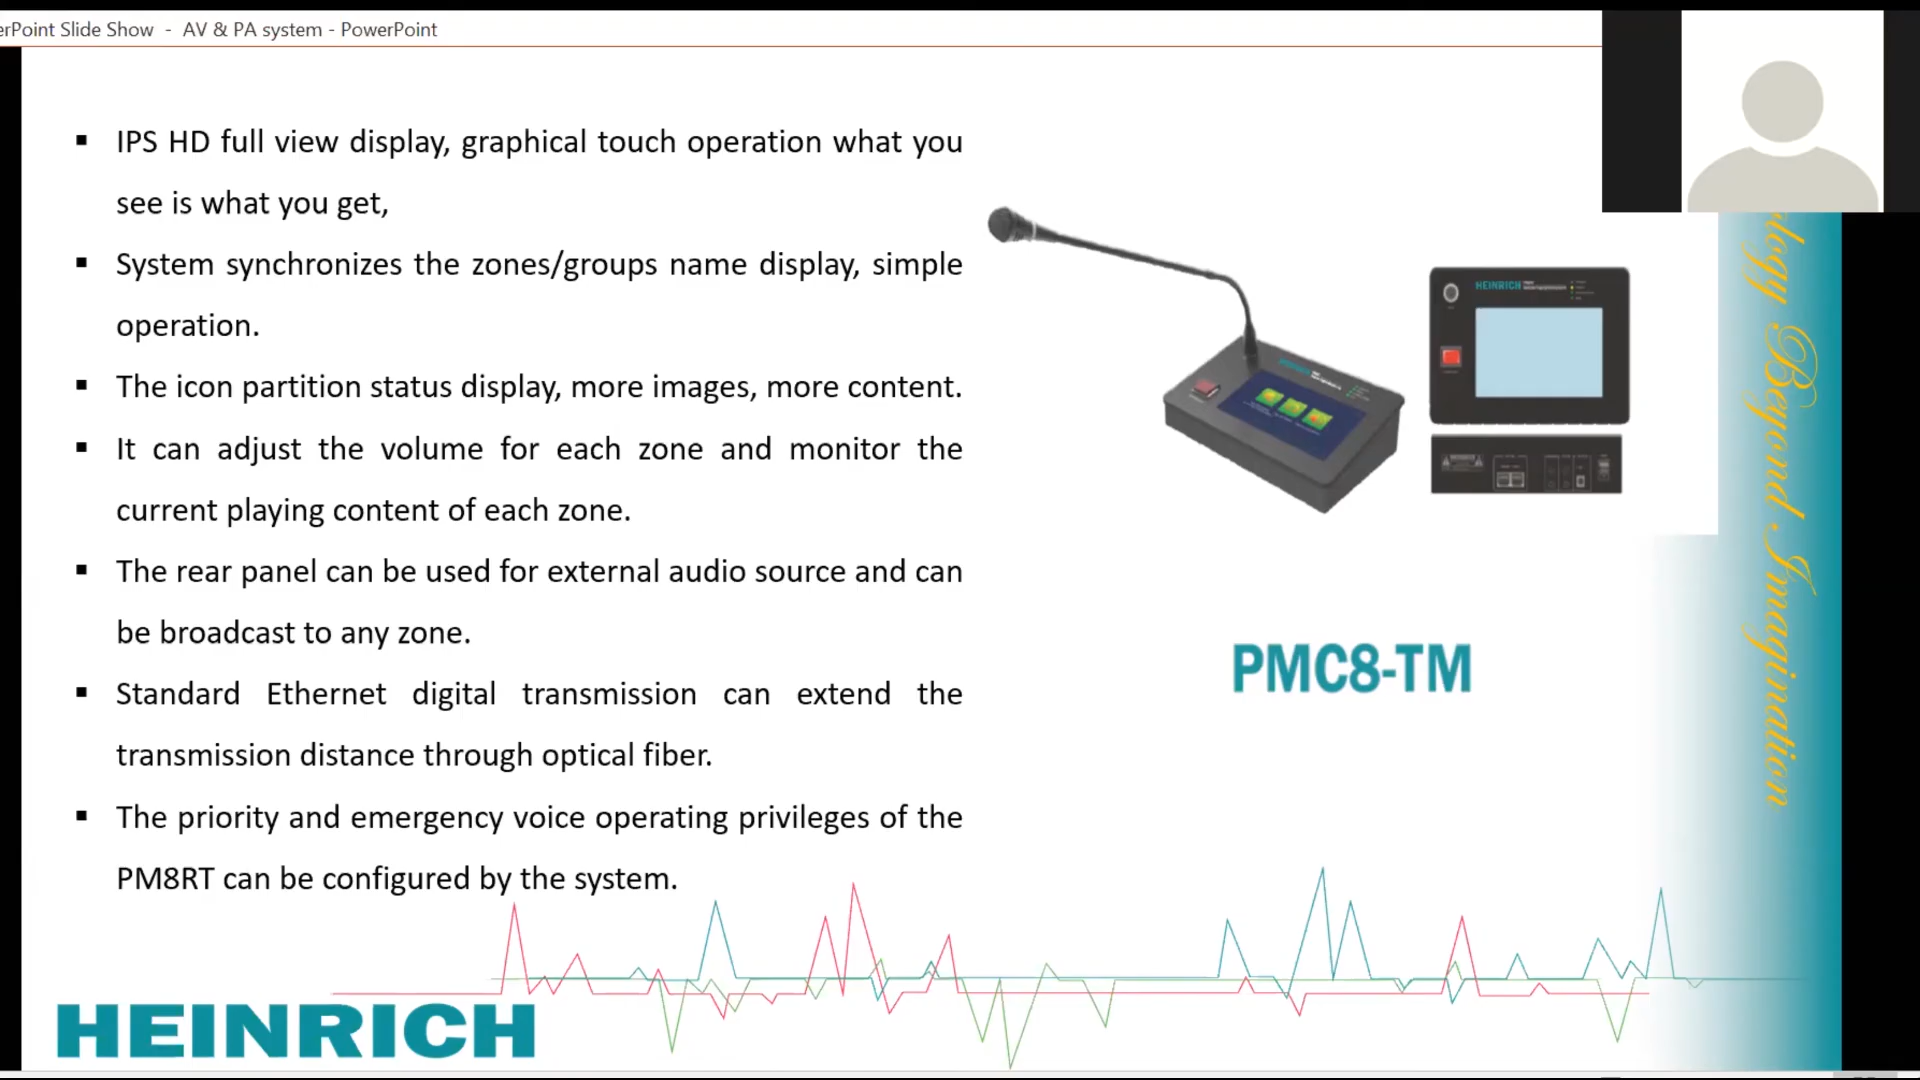 erPoint Slide Show - AV & PA system - PowerPoint
▪ IPS HD full view display, graphical touch operation what you
see is what you get,
▪ System synchronizes the zones/groups name display, simple
operation.
▪ The icon partition status display, more images, more content.
▪ It can adjust the volume for each zone and monitor the
current playing content of each zone.
▪ The rear panel can be used for external audio source and can
be broadcast to any zone.
▪ Standard Ethernet digital transmission can extend the
transmission distance through optical fiber.
▪ The priority and emergency voice operating privileges of the
PM8RT can be configured by the system.
HEINRICH
PMC8-TM
ology Beyond Imagination
HEINRICH